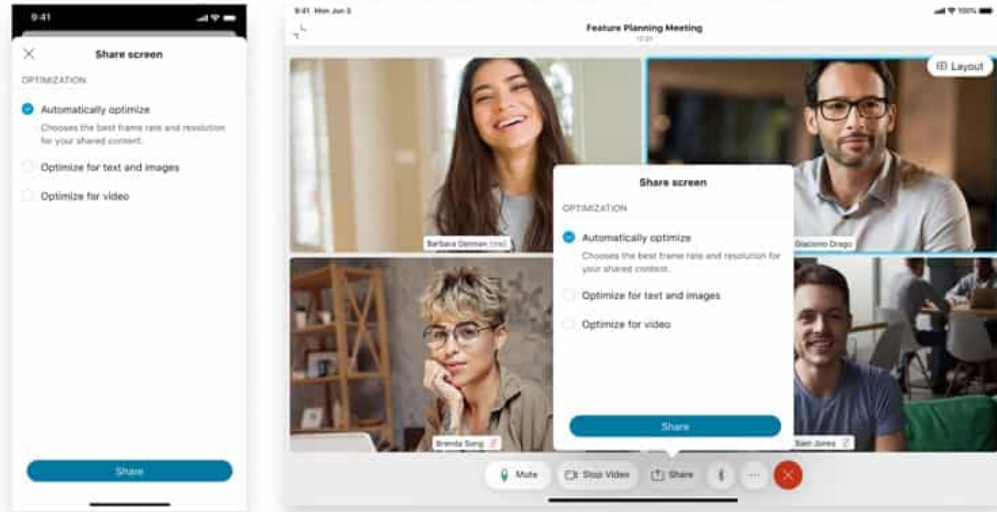 9:41
Share screen
OPTIMIZATION
Automatically optimize
Chooses the best frame rate and resolution
for your shared content.
Optimize for text and images
Optimize for video
Share
9:41 Mon Jun 3
100%
Feature Planning Meeting
Layout
Barbara German (me)
Giacomo Drago
Share screen
OPTIMIZATION
Automatically optimize
Chooses the best frame rate and resolution for
your shared content.
Optimize for text and images
Optimize for video
Share
Brenda Song
Sam Jones
Mute
Stop Video
Share